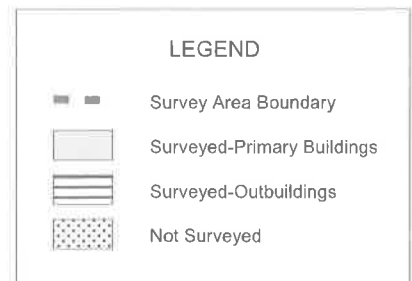 LEGEND
Survey Area Boundary
Surveyed-Primary Buildings
Surveyed-Outbuildings
Not Surveyed